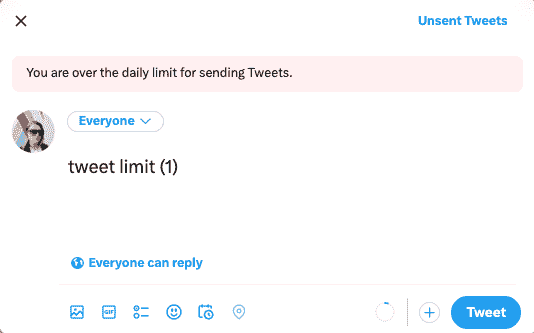 Unsent Tweets
You are over the daily limit for sending Tweets.
Everyone
tweet limit (1)
Everyone can reply
GIF
Tweet